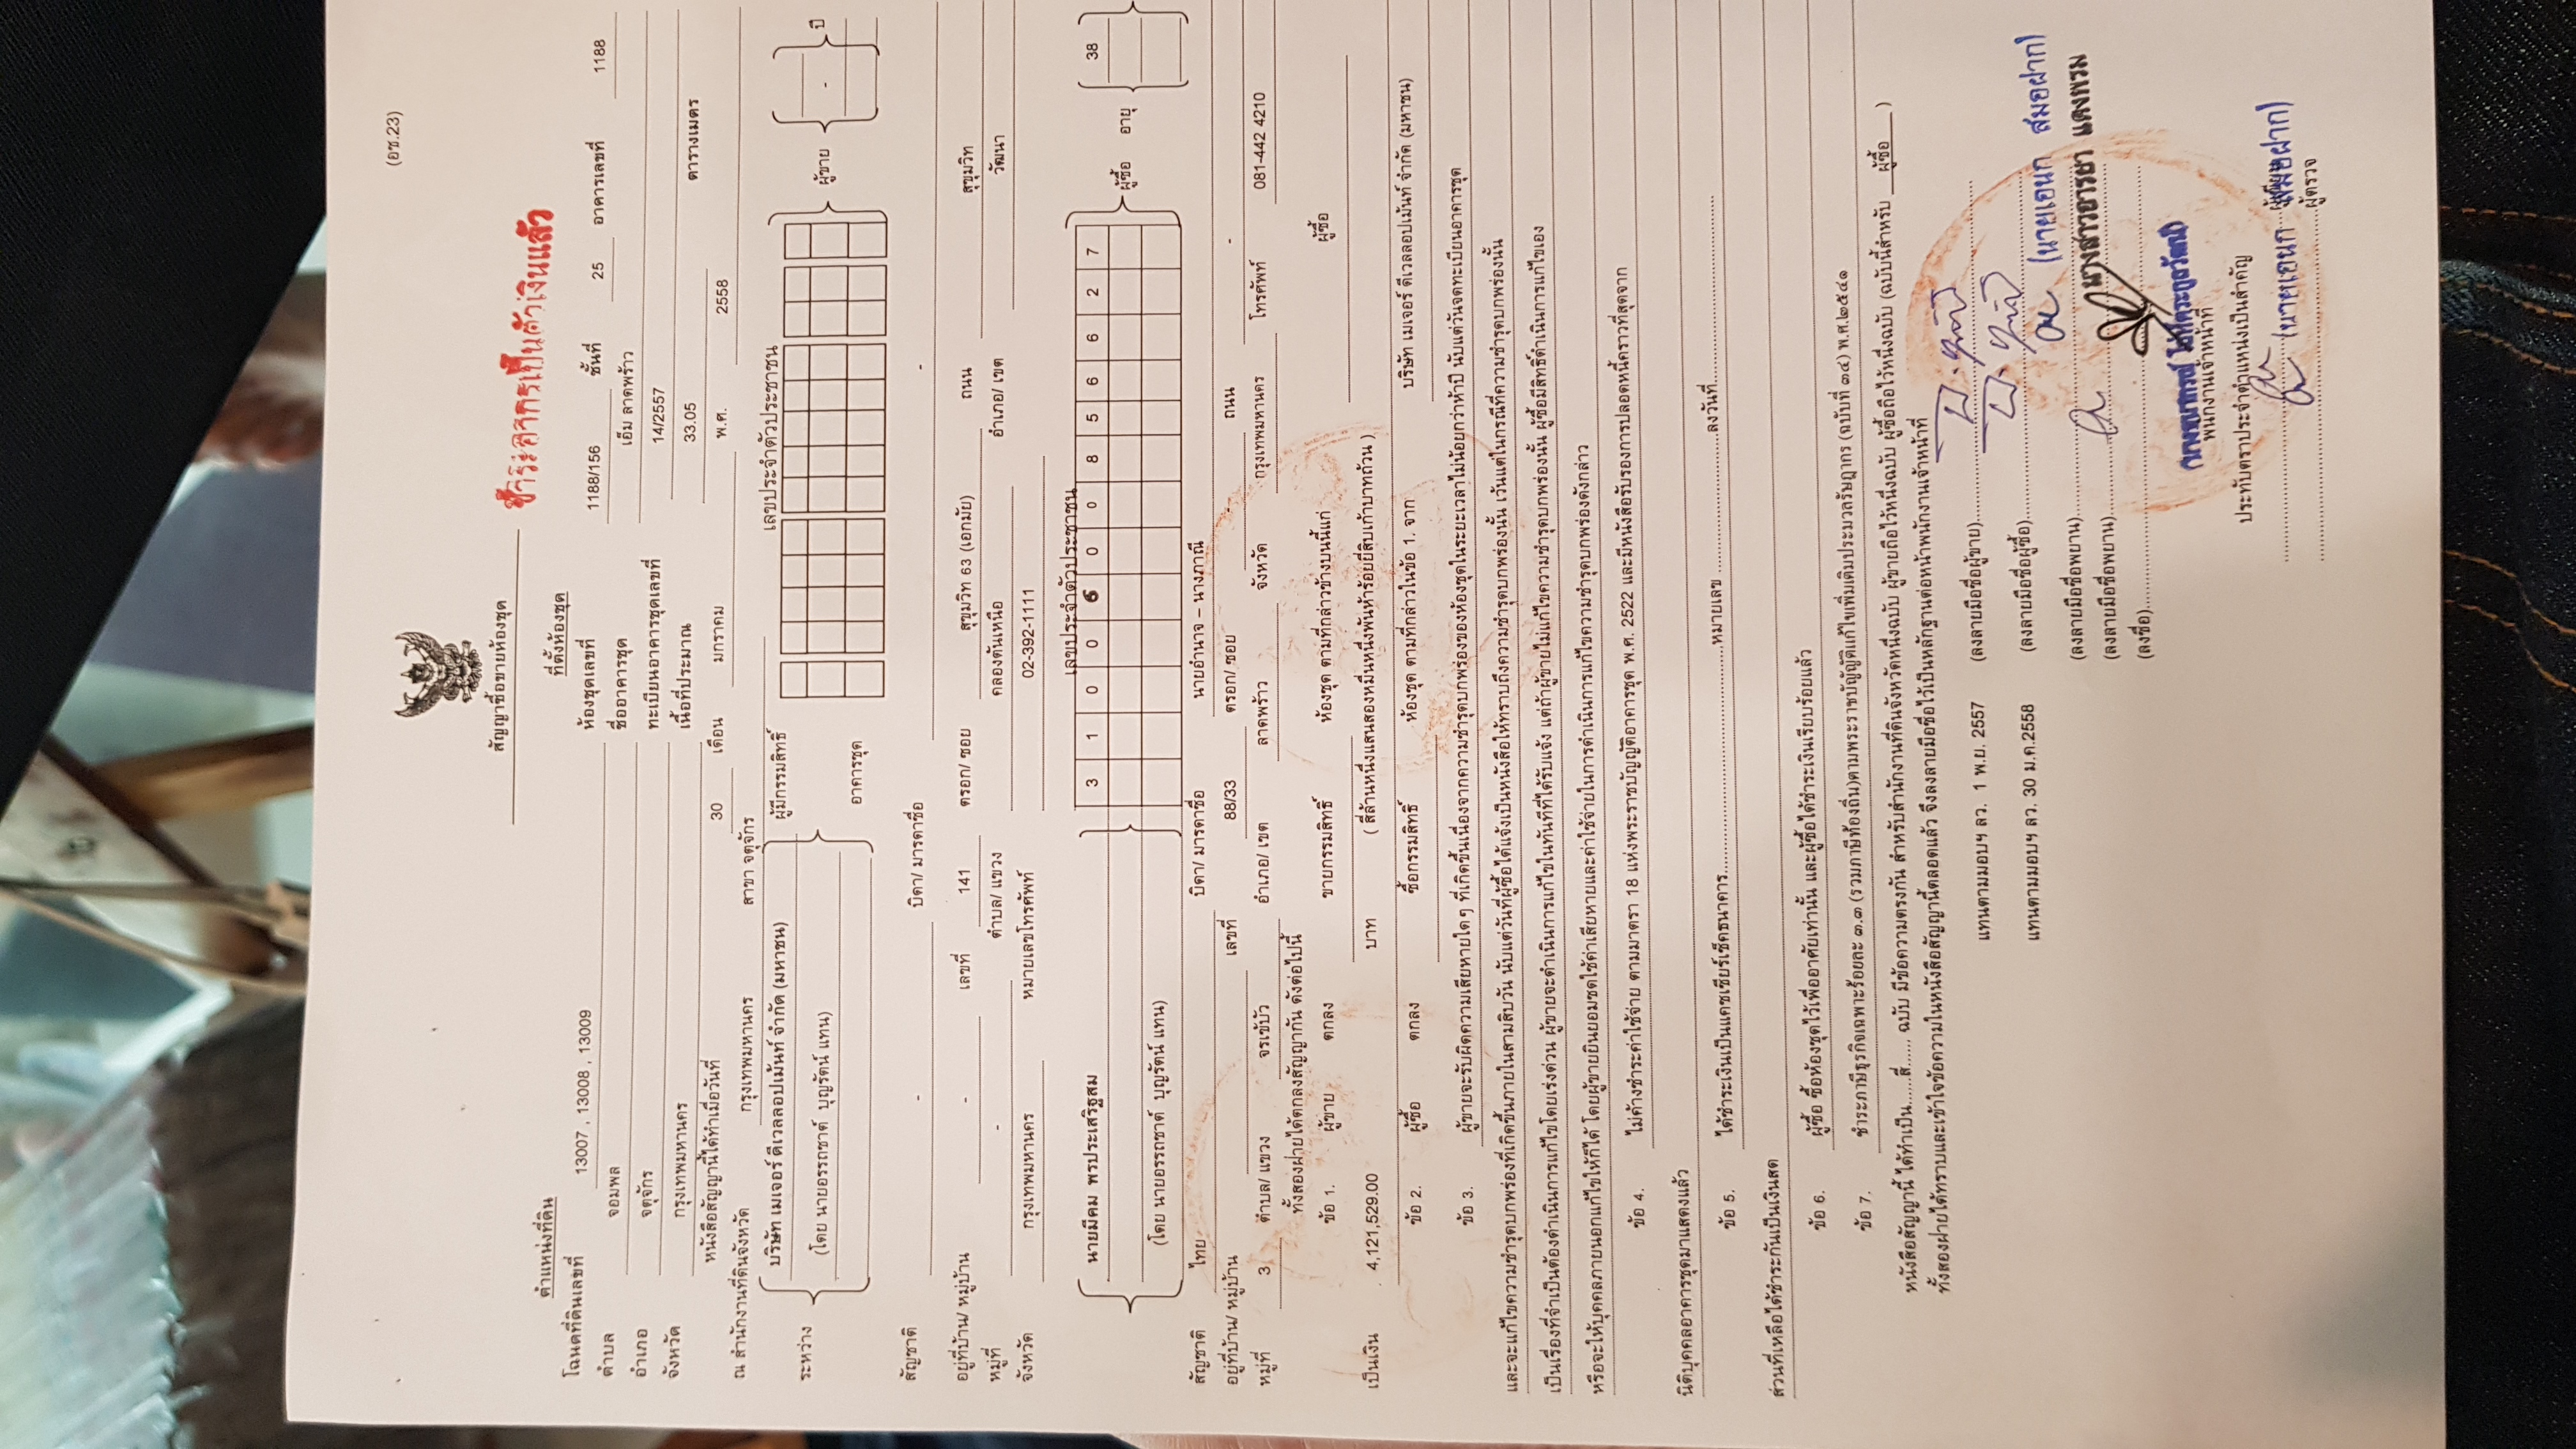 (อช.23)
สัญญาซื้อขายห้องชุด
ชำระอากรเป็นตัวเงินแล้ว
ตำแหน่งที่ดิน
ที่ตั้งห้องชุด
โฉนดที่ดินเลขที่ 13007 , 13008 , 13009 ห้องชุดเลขที่ 1188/156 ชั้นที่ 25 อาคารเลขที่ 1188
ตำบล จอมพล ชื่ออาคารชุด เอ็ม ลาดพร้าว
อำเภอ จตุจักร ทะเบียนอาคารชุดเลขที่ 14/2557
จังหวัด กรุงเทพมหานคร เนื้อที่ประมาณ 33.05 ตารางเมตร
หนังสือสัญญานี้ได้ทำเมื่อวันที่ 30 เดือน มกราคม พ.ศ. 2558
ณ สำนักงานที่ดินจังหวัด กรุงเทพมหานคร สาขา จตุจักร
บริษัท เมเจอร์ ดีเวลลอปเม้นท์ จำกัด (มหาชน) ผู้มีกรรมสิทธิ์ เลขประจำตัวประชาชน
ระหว่าง (โดย นายอรรถชาต์ บุญรัตน์ แทน) ผู้ขาย - ปี
อาคารชุด
สัญชาติ - บิดา/ มารดาชื่อ -
อยู่ที่บ้าน/ หมู่บ้าน - เลขที่ 141 ตรอก/ ซอย สุขุมวิท 63 (เอกมัย) ถนน สุขุมวิท
หมู่ที่ - ตำบล/ แขวง คลองตันเหนือ อำเภอ/ เขต วัฒนา
จังหวัด กรุงเทพมหานคร หมายเลขโทรศัพท์ 02-392-1111
เลขประจำตัวประชาชน
นายมีคม พรประเสริฐสม 3 1 0 0 6 0 0 8 5 6 6 2 7 38
ผู้ซื้อ อายุ
(โดย นายอรรถชาต์ บุญรัตน์ แทน)
สัญชาติ ไทย บิดา/ มารดาชื่อ นายอำนาจ – นางภาณี
อยู่ที่บ้าน/ หมู่บ้าน เลขที่ 88/33 ตรอก/ ซอย - ถนน -
หมู่ที่ 3 ตำบล/ แขวง จรเข้บัว อำเภอ/ เขต ลาดพร้าว จังหวัด กรุงเทพมหานคร โทรศัพท์ 081-442 4210
ทั้งสองฝ่ายได้ตกลงสัญญากัน ดังต่อไปนี้
ข้อ 1. ผู้ขาย ตกลง ขายกรรมสิทธิ์ ห้องชุด ตามที่กล่าวข้างบนนี้แก่ ผู้ซื้อ
เป็นเงิน 4,121,529.00 บาท ( สี่ล้านหนึ่งแสนสองหมื่นหนึ่งพันห้าร้อยยี่สิบเก้าบาทถ้วน )
ข้อ 2. ผู้ซื้อ ตกลง ซื้อกรรมสิทธิ์ ห้องชุด ตามที่กล่าวในข้อ 1. จาก บริษัท เมเจอร์ ดีเวลลอปเม้นท์ จำกัด (มหาชน)
ข้อ 3. ผู้ขายจะรับผิดความเสียหายใดๆ ที่เกิดขึ้นเนื่องจากความชำรุดบกพร่องของห้องชุดในระยะเวลาไม่น้อยกว่าห้าปี นับแต่วันจดทะเบียนอาคารชุด
และจะแก้ไขความชำรุดบกพร่องที่เกิดขึ้นภายในสามสิบวัน นับแต่วันที่ผู้ซื้อได้แจ้งเป็นหนังสือให้ทราบถึงความชำรุดบกพร่องนั้น เว้นแต่ในกรณีที่ความชำรุดบกพร่องนั้น
เป็นเรื่องที่จำเป็นต้องดำเนินการแก้ไขโดยเร่งด่วน ผู้ขายจะดำเนินการแก้ไขในทันทีที่ได้รับแจ้ง แต่ถ้าผู้ขายไม่แก้ไขความชำรุดบกพร่องนั้น ผู้ซื้อมีสิทธิ์ดำเนินการแก้ไขเอง
หรือจะให้บุคคลภายนอกแก้ไขให้ก็ได้ โดยผู้ขายยินยอมชดใช้ค่าเสียหายและค่าใช้จ่ายในการดำเนินการแก้ไขความชำรุดบกพร่องดังกล่าว
ข้อ 4. ไม่ค้างชำระค่าใช้จ่าย ตามมาตรา 18 แห่งพระราชบัญญัติอาคารชุด พ.ศ. 2522 และมีหนังสือรับรองการปลอดหนี้คราวที่สุดจาก
นิติบุคคลอาคารชุดมาแสดงแล้ว
ข้อ 5. ได้ชำระเงินเป็นแคชเชียร์เช็คธนาคาร....................หมายเลข....................ลงวันที่....................
ส่วนที่เหลือได้ชำระกันเป็นเงินสด
ข้อ 6. ผู้ซื้อ ซื้อห้องชุดไว้เพื่ออาศัยเท่านั้น และผู้ซื้อได้ชำระเงินเรียบร้อยแล้ว
ข้อ 7. ชำระภาษีธุรกิจเฉพาะร้อยละ ๓.๓ (รวมภาษีท้องถิ่น)ตามพระราชบัญญัติแก้ไขเพิ่มเติมประมวลรัษฎากร (ฉบับที่ ๓๔) พ.ศ.๒๕๔๑
หนังสือสัญญานี้ ได้ทำเป็น......สี่...... ฉบับ มีข้อความตรงกัน สำหรับสำนักงานที่ดินจังหวัดหนึ่งฉบับ ผู้ขายถือไว้หนึ่งฉบับ ผู้ซื้อถือไว้หนึ่งฉบับ (ฉบับนี้สำหรับ ผู้ซื้อ )
ทั้งสองฝ่ายได้ทราบและเข้าใจข้อความในหนังสือสัญญานี้ตลอดแล้ว จึงลงลายมือชื่อไว้เป็นหลักฐานต่อหน้าพนักงานเจ้าหน้าที่
แทนตามมอบฯ ลว. 1 พ.ย. 2557 (ลงลายมือชื่อผู้ขาย)....................
แทนตามมอบฯ ลว. 30 ม.ค.2558 (ลงลายมือชื่อผู้ซื้อ)....................
(ลงลายมือชื่อพยาน).................... (นายเอนก สมอฝาก)
(ลงลายมือชื่อพยาน).................... นางสาวอารยา แดงพรม
(ลงชื่อ)....................
พนักงานเจ้าหน้าที่
ประทับตราประจำตำแหน่งเป็นสำคัญ
(นายเอนก สมอฝาก) ผู้เขียน
....................ผู้ตรวจ